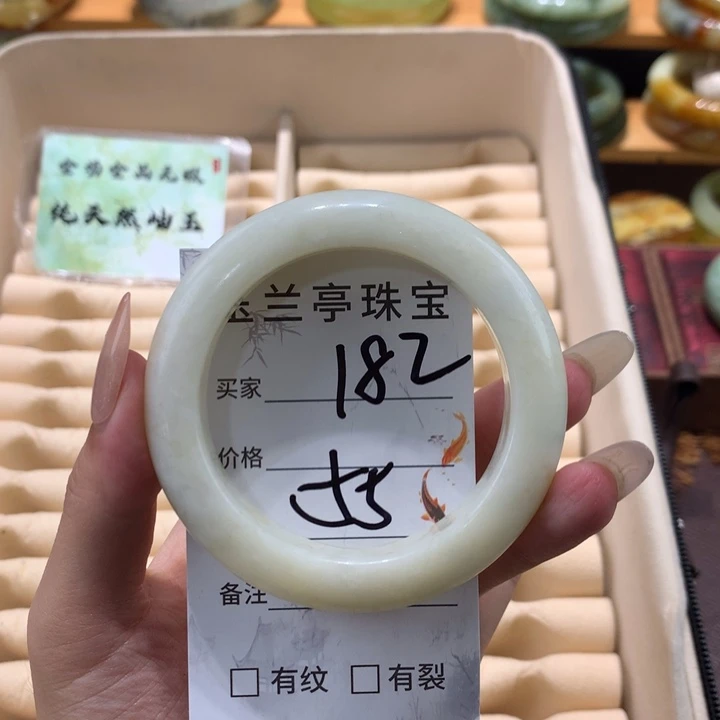 纯天然岫玉
兰亭珠宝
买家 182
价格
55
备注
□ 有纹 □ 有裂